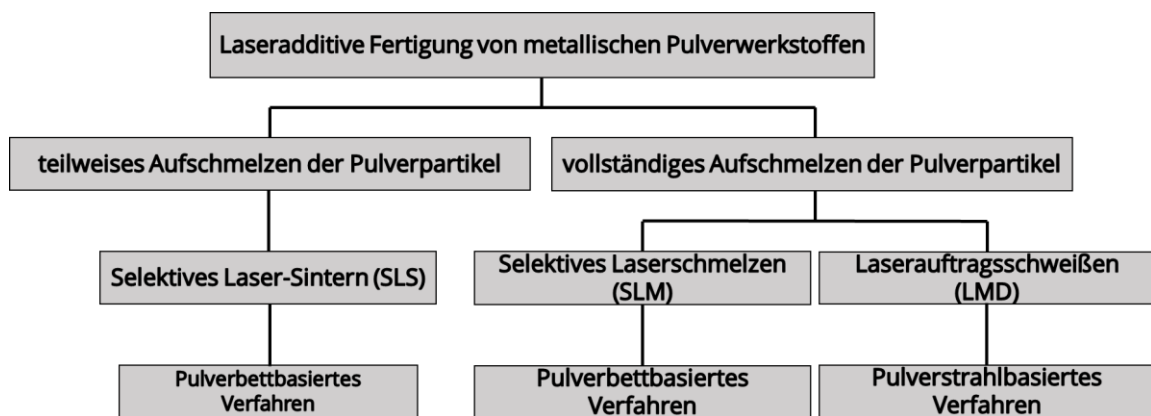 Laseradditive Fertigung von metallischen Pulverwerkstoffen
teilweises Aufschmelzen der Pulverpartikel
vollständiges Aufschmelzen der Pulverpartikel
Selektives Laser-Sintern (SLS)
Selektives Laserschmelzen
(SLM)
Laserauftragsschweißen
(LMD)
Pulverbettbasiertes
Verfahren
Pulverbettbasiertes
Verfahren
Pulverstrahlbasiertes
Verfahren